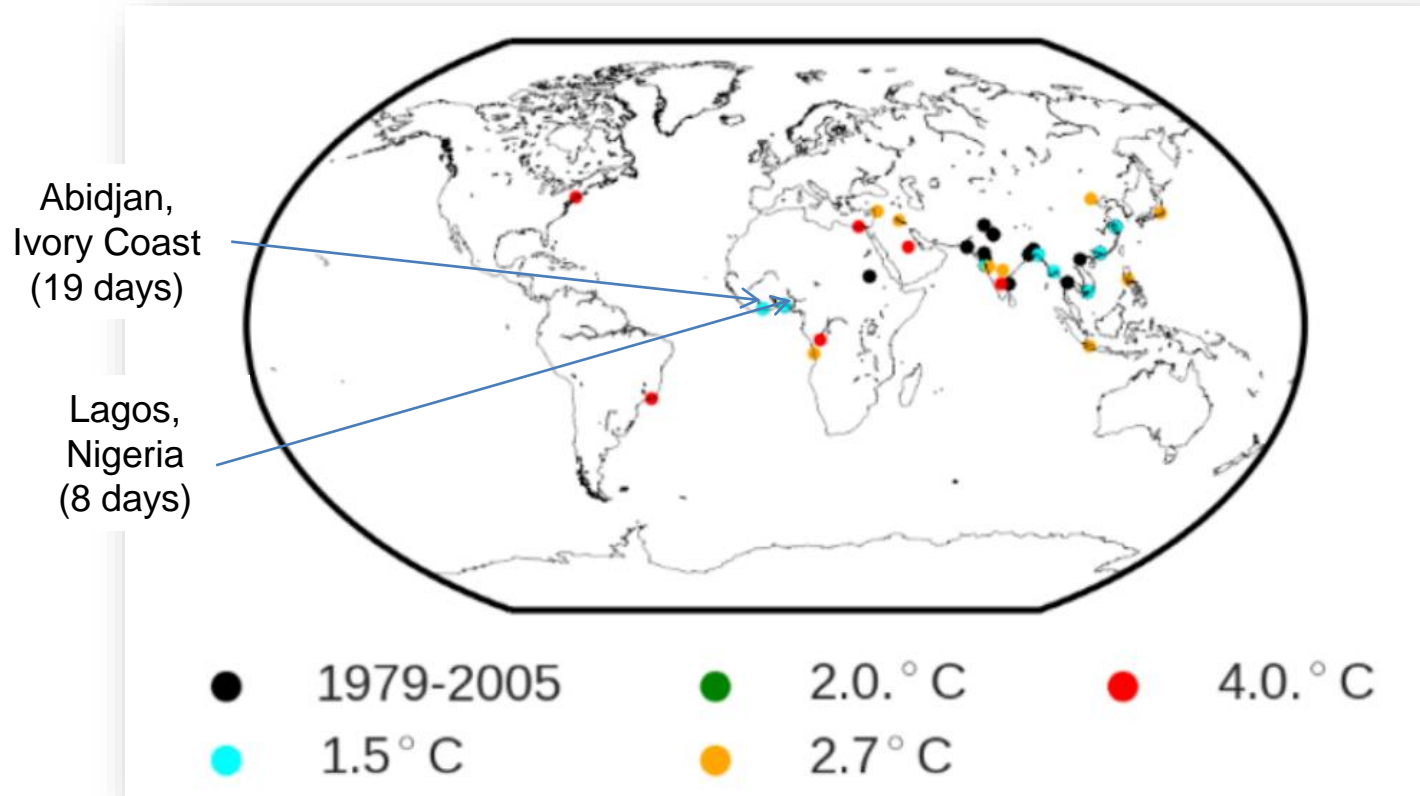 Abidjan,
Ivory Coast
(19 days)
Lagos,
Nigeria
(8 days)
1979-2005
2.0.°C
4.0.°C
1.5°C
2.7°C